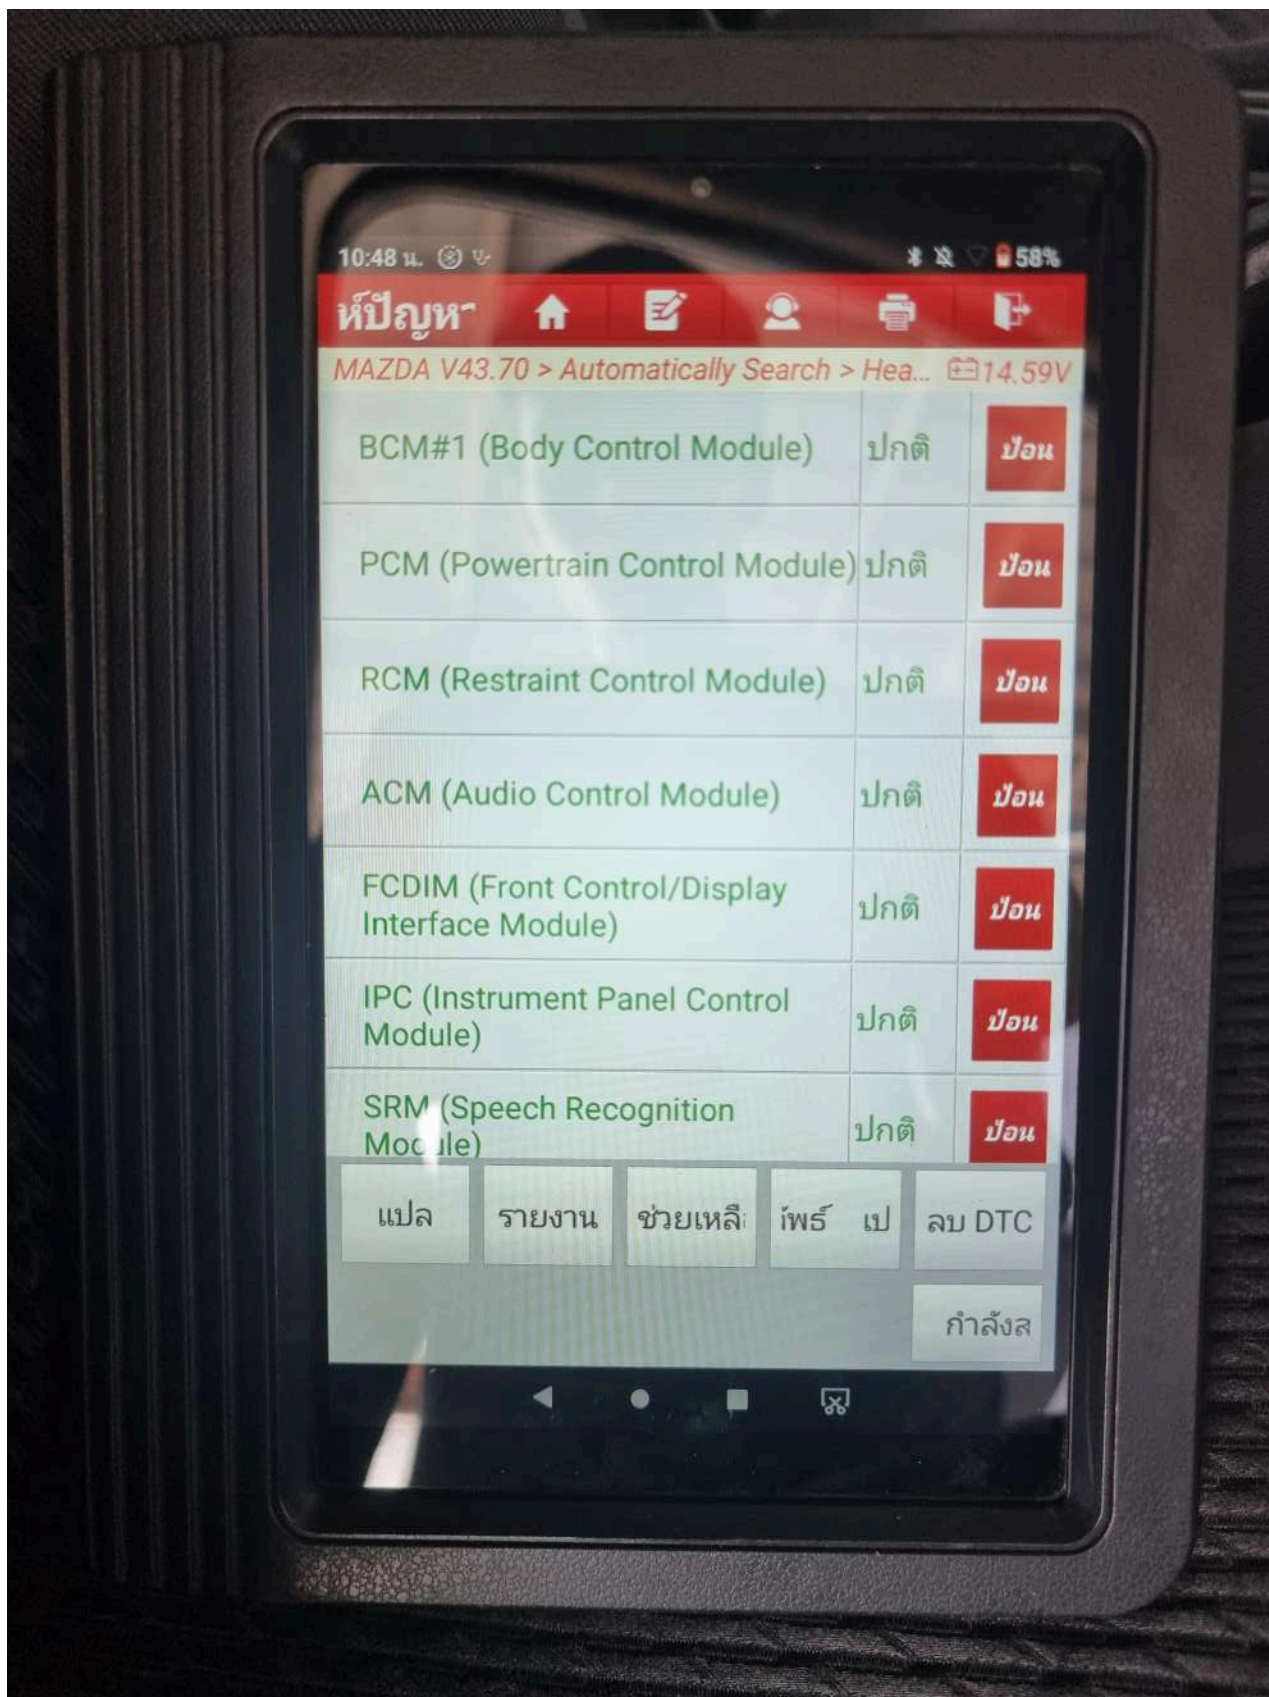 10:48 น. 58%
ห์ปัญหา
MAZDA V43.70 > Automatically Search > Hea... 14.59V
BCM#1 (Body Control Module) ปกติ ป้อน
PCM (Powertrain Control Module) ปกติ ป้อน
RCM (Restraint Control Module) ปกติ ป้อน
ACM (Audio Control Module) ปกติ ป้อน
FCDIM (Front Control/Display
Interface Module) ปกติ ป้อน
IPC (Instrument Panel Control
Module) ปกติ ป้อน
SRM (Speech Recognition
Module) ปกติ ป้อน
แปล รายงาน ช่วยเหลื ัพธ์ เป ลบ DTC
กำลังส